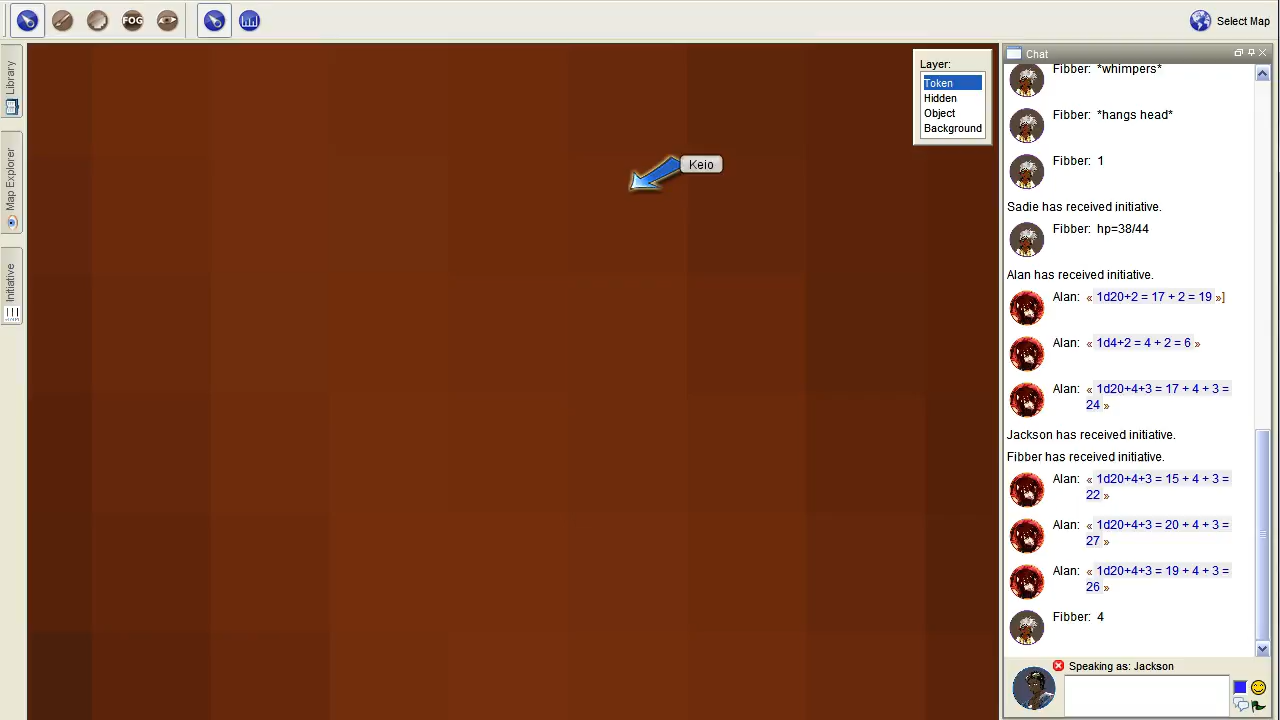 FOG
Select Map
Library
Map Explorer
Initiative
Layer:
Token
Hidden
Object
Background
Keio
Chat
Fibber: *whimpers*
Fibber: *hangs head*
Fibber: 1
Sadie has received initiative.
Fibber: hp=38/44
Alan has received initiative.
Alan: « 1d20+2 = 17 + 2 = 19 »]
Alan: « 1d4+2 = 4 + 2 = 6 »
Alan: « 1d20+4+3 = 17 + 4 + 3 =
24 »
Jackson has received initiative.
Fibber has received initiative.
Alan: « 1d20+4+3 = 15 + 4 + 3 =
22 »
Alan: « 1d20+4+3 = 20 + 4 + 3 =
27 »
Alan: « 1d20+4+3 = 19 + 4 + 3 =
26 »
Fibber: 4
Speaking as: Jackson